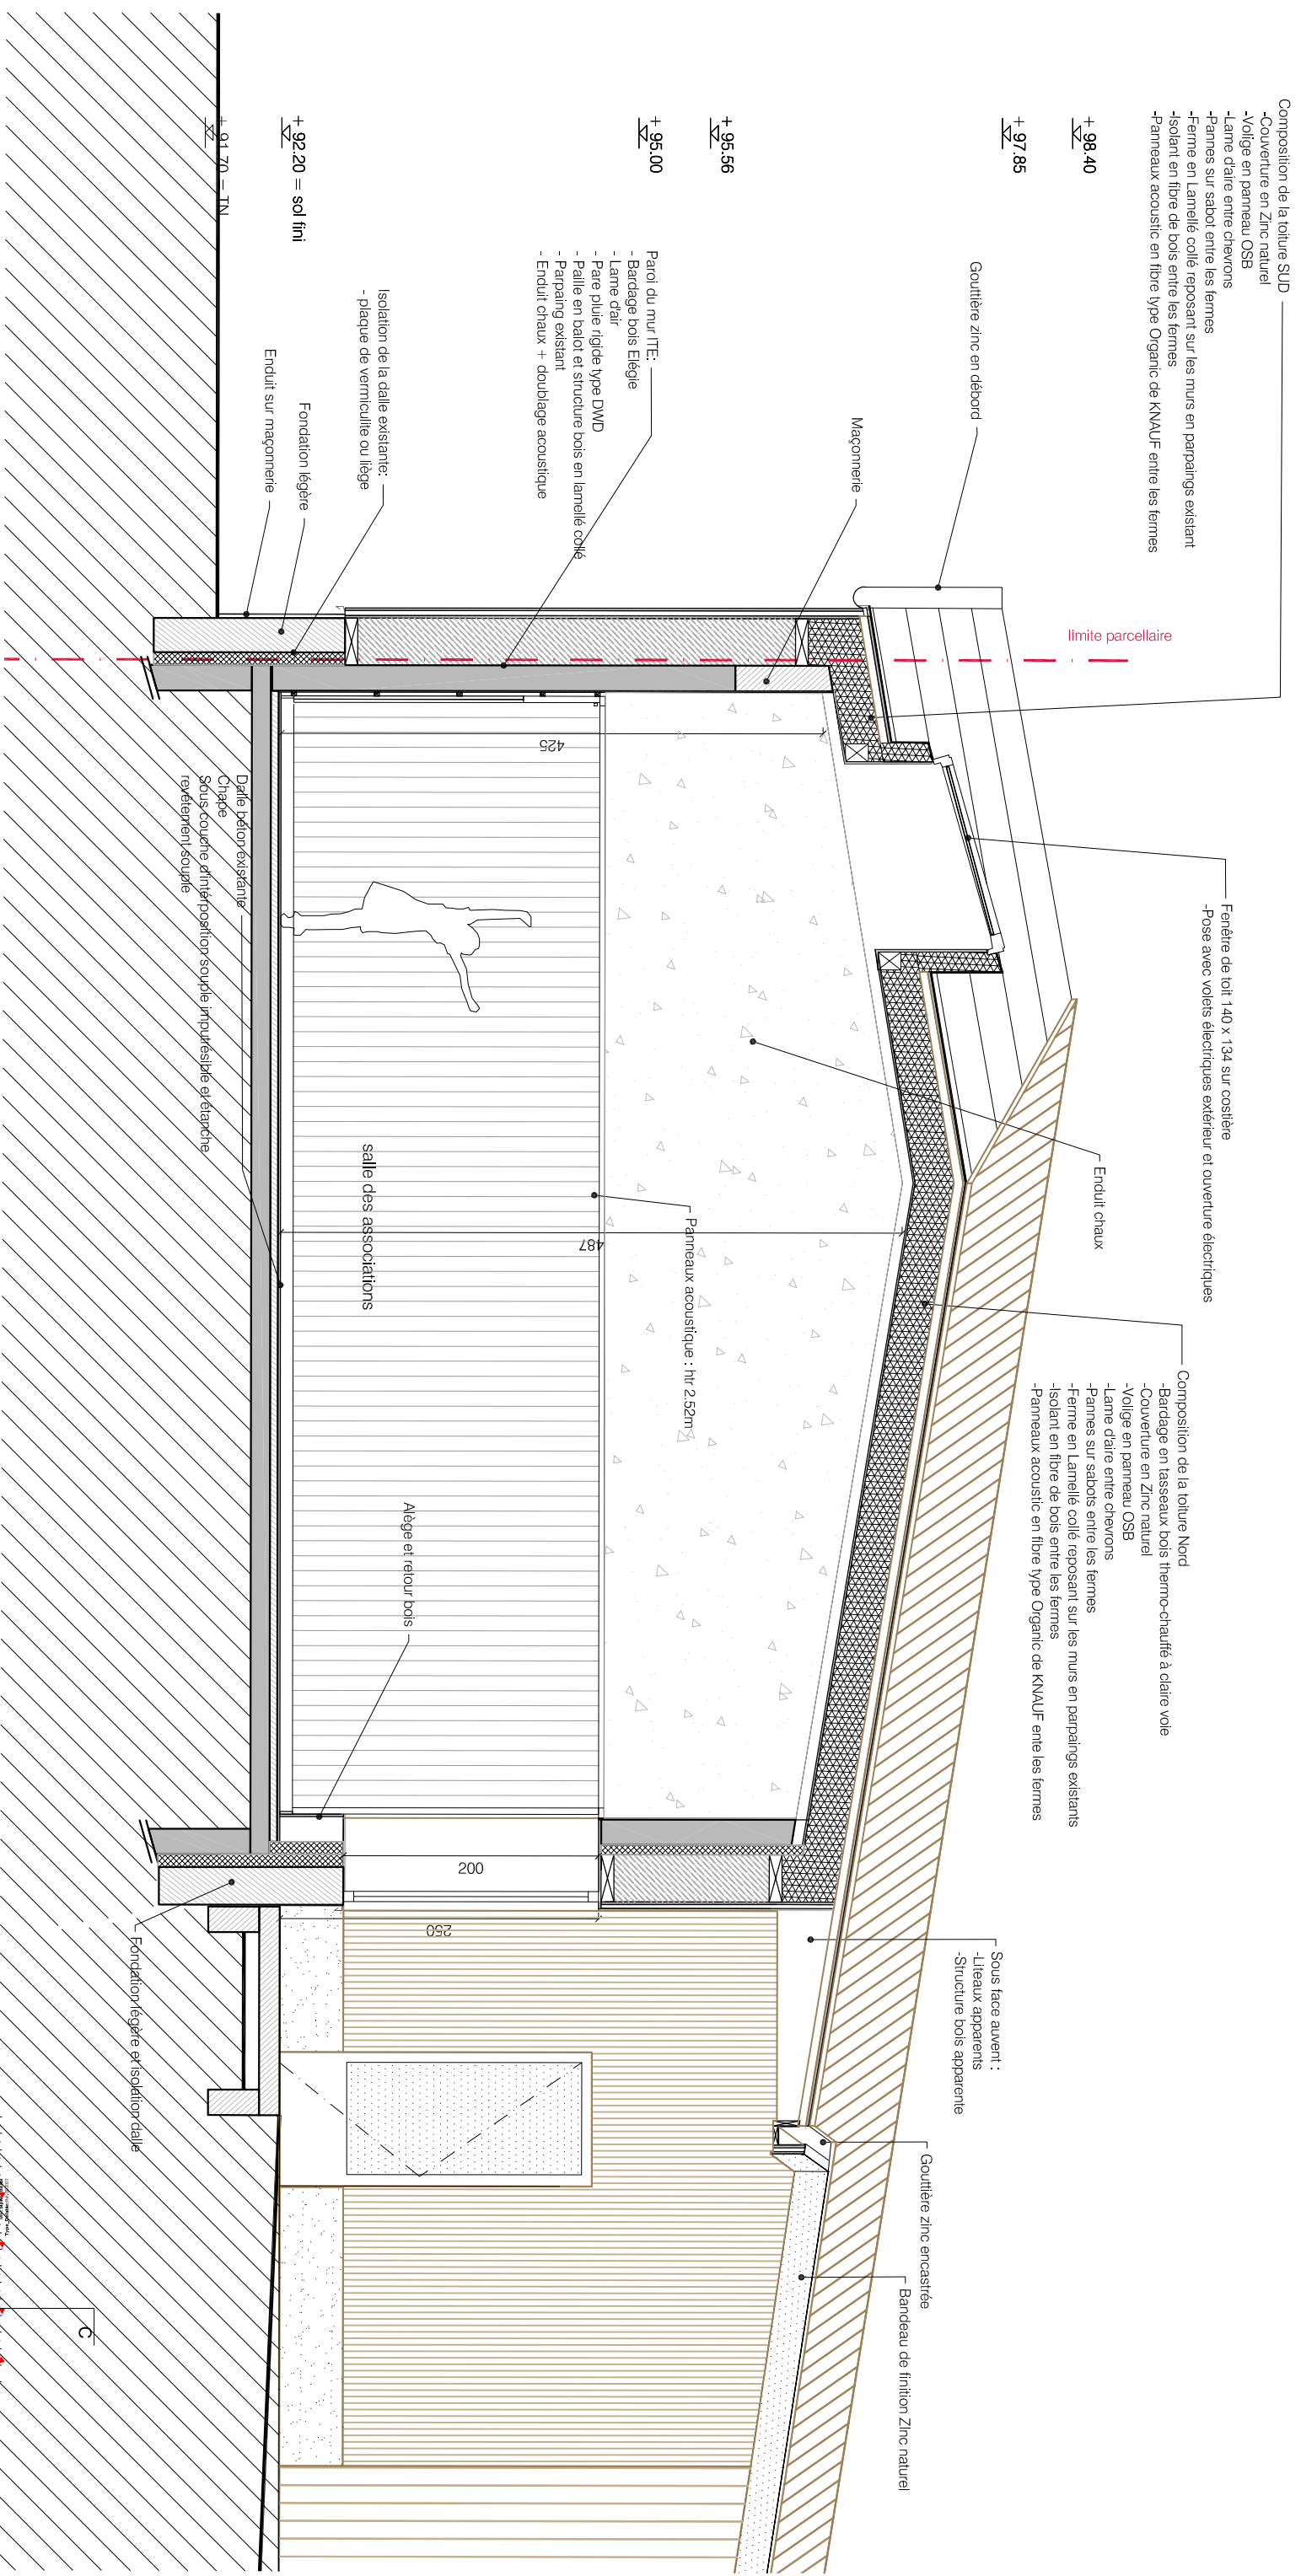 Composition de la toiture SUD
-Couverture en Zinc naturel
-Volige en panneau OSB
-Lame d'aire entre chevrons
-Pannes sur sabot entre les fermes
-Ferme en Lamellé collé reposant sur les murs en parpaings existant
-Isolant en fibre de bois entre les fermes
-Panneaux acoustic en fibre type Organic de KNAUF entre les fermes
Fenêtre de toit 140 x 134 sur costière
-Pose avec volets électriques extérieur et ouverture électriques
Composition de la toiture Nord
-Bardage en tasseaux bois thermo-chauffé à claire voie
-Couverture en Zinc naturel
-Volige en panneau OSB
-Lame d'aire entre chevrons
-Pannes sur sabots entre les fermes
-Ferme en Lamellé collé reposant sur les murs en parpaings existants
-Isolant en fibre de bois entre les fermes
-Panneaux acoustic en fibre type Organic de KNAUF ente les fermes
limite parcellaire
Enduit chaux
+ 98.40
+ 97.85
Gouttière zinc en débord
Sous face auvent :
-Liteaux apparents
-Structure bois apparente
Gouttière zinc encastrée
Bandeau de finition ZInc naturel
Maçonnerie
+ 95.56
+ 95.00
Panneaux acoustique : htr 2.52m
Paroi du mur ITE:
- Bardage bois Elégie
- Lame d'air
- Pare pluie rigide type DWD
- Paille en balot et structure bois en lamellé collé
- Parpaing existant
- Enduit chaux + doublage acoustique
425
487
200
250
Alège et retour bois
salle des associations
Isolation de la dalle existante:
- plaque de vermiculite ou liège
Fondation légère
Enduit sur maçonnerie
+ 92.20 = sol fini
+ 91.70 = TN
Dalle béton existante
Chape
Sous couche d'interposition souple imputresible et étanche
revêtement souple
Fondation légère et isolation dalle
C